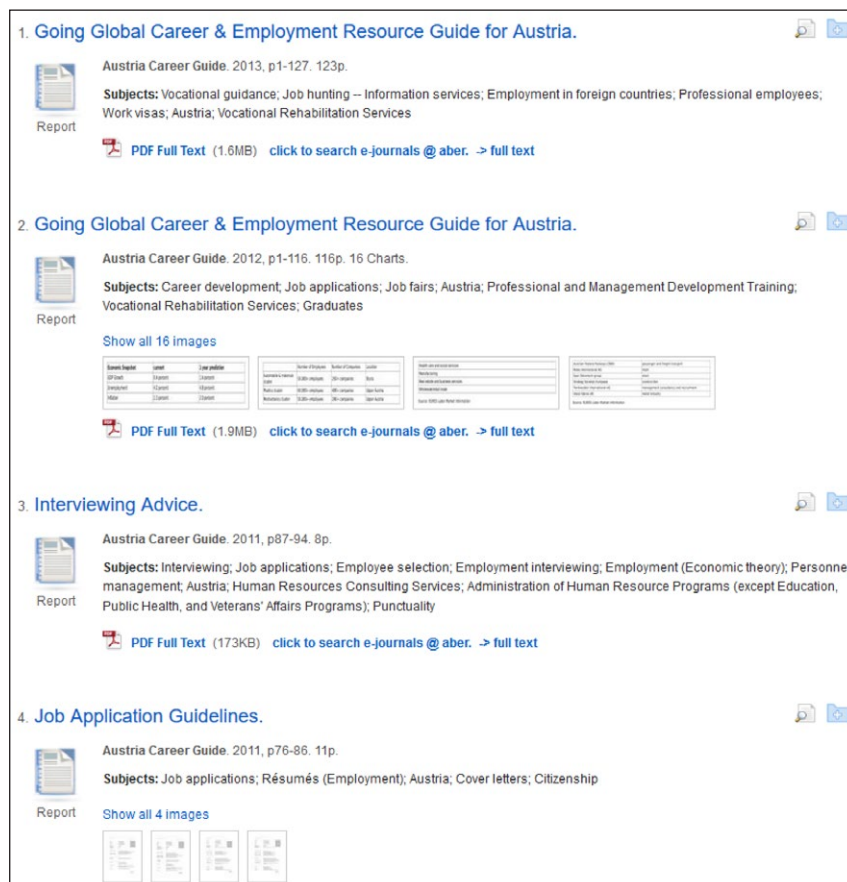 1. Going Global Career & Employment Resource Guide for Austria.
Austria Career Guide. 2013, p1-127. 123p.
Subjects: Vocational guidance; Job hunting -- Information services; Employment in foreign countries; Professional employees;
Work visas; Austria; Vocational Rehabilitation Services
Report
PDF Full Text (1.6MB) click to search e-journals @ aber. -> full text
2. Going Global Career & Employment Resource Guide for Austria.
Austria Career Guide. 2012, p1-116. 116p. 16 Charts.
Subjects: Career development; Job applications; Job fairs; Austria; Professional and Management Development Training;
Vocational Rehabilitation Services; Graduates
Report
Show all 16 images
PDF Full Text (1.9MB) click to search e-journals @ aber. -> full text
3. Interviewing Advice.
Austria Career Guide. 2011, p87-94. 8p.
Subjects: Interviewing; Job applications; Employee selection; Employment interviewing; Employment (Economic theory); Personne
management; Austria; Human Resources Consulting Services; Administration of Human Resource Programs (except Education,
Public Health, and Veterans' Affairs Programs); Punctuality
Report
PDF Full Text (173KB) click to search e-journals @ aber. -> full text
4. Job Application Guidelines.
Austria Career Guide. 2011, p76-86. 11p.
Subjects: Job applications; Résumés (Employment); Austria; Cover letters; Citizenship
Report
Show all 4 images